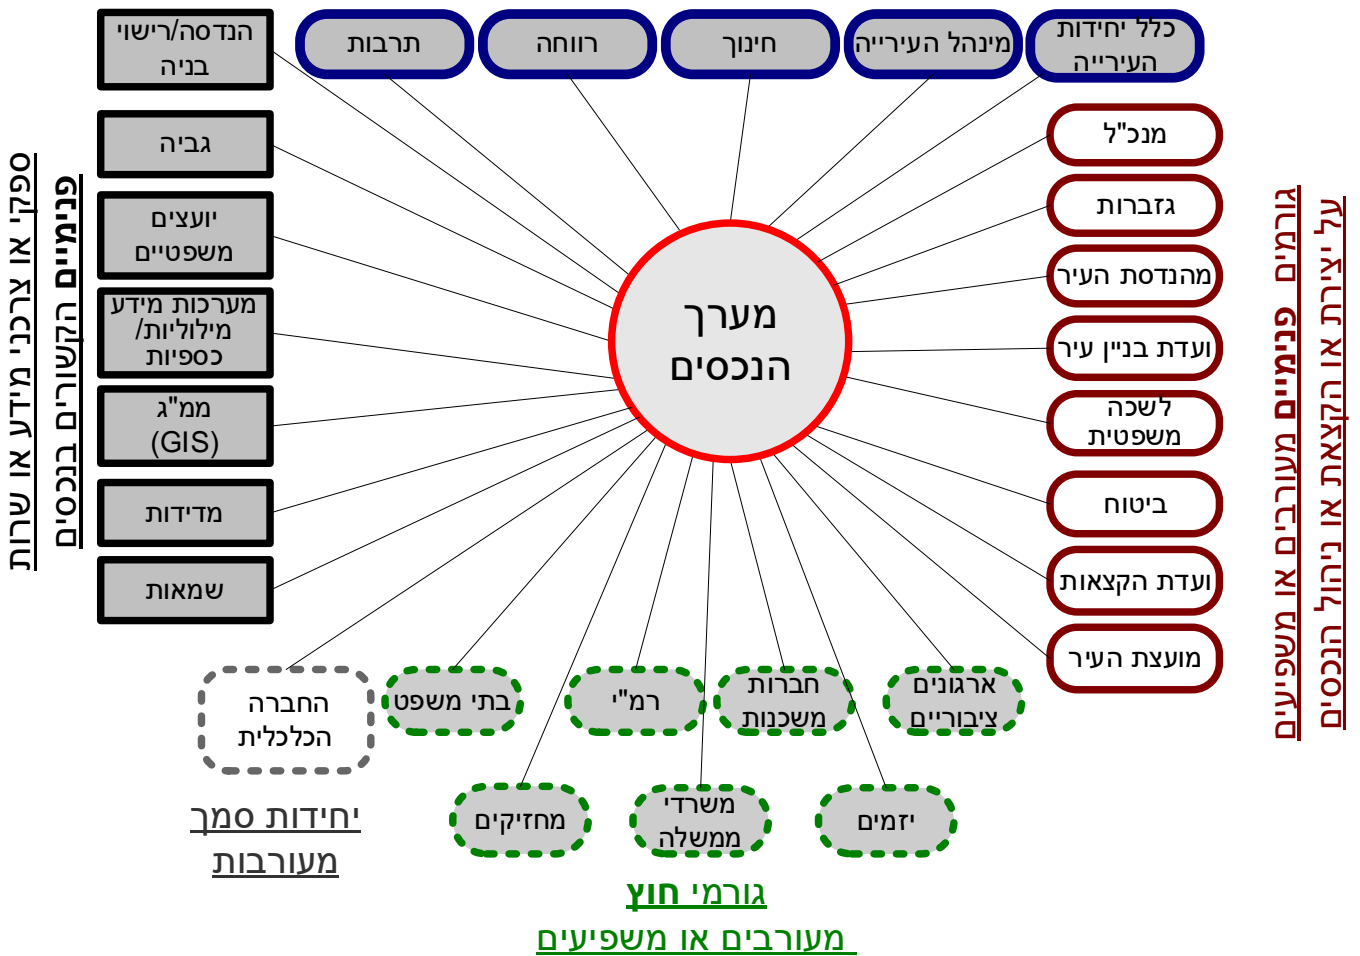 כלל יחידות
העירייה
מינהל העירייה
חינוך
רווחה
תרבות
הנדסה/רישוי
בניה
גביה
יועצים
משפטיים
מערכות מידע
מילוליות/
כספיות
ממ"ג
(GIS)
מדידות
שמאות
ספקי או צרכני מידע או שרות
פנימיים הקשורים בנכסים
מערך
הנכסים
מנכ"ל
גזברות
מהנדסת העיר
ועדת בניין עיר
לשכה
משפטית
ביטוח
ועדת הקצאות
מועצת העיר
גורמים פנימיים מעורבים או משפיעים
על יצירת או הקצאת או ניהול הנכסים
ארגונים
ציבוריים
חברות
משכנות
רמ"י
בתי משפט
החברה
הכלכלית
יזמים
משרדי
ממשלה
מחזיקים
יחידות סמך
מעורבות
גורמי חוץ
מעורבים או משפיעים